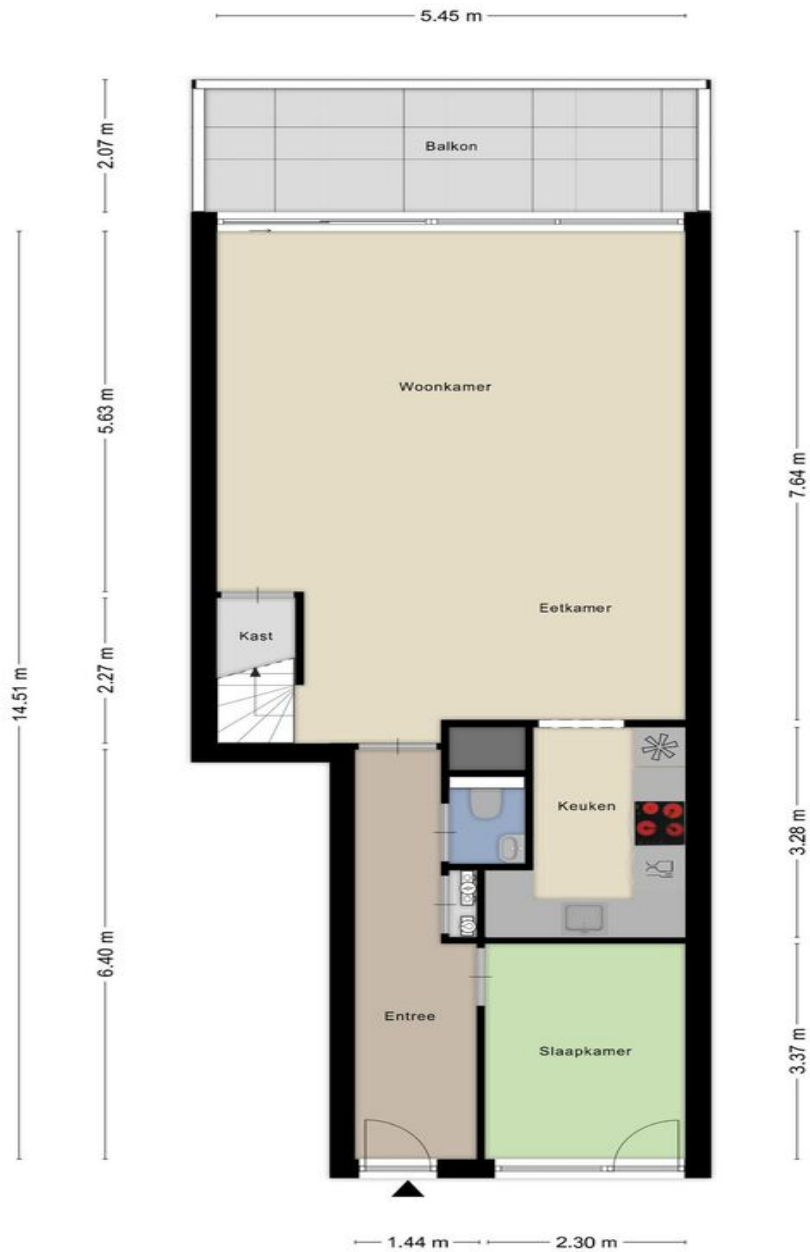 5.45 m
2.07 m
Balkon
Woonkamer
5.63 m
7.64 m
Eetkamer
Kast
2.27 m
14.51 m
Keuken
3.28 m
6.40 m
Entree
Slaapkamer
3.37 m
1.44 m
2.30 m